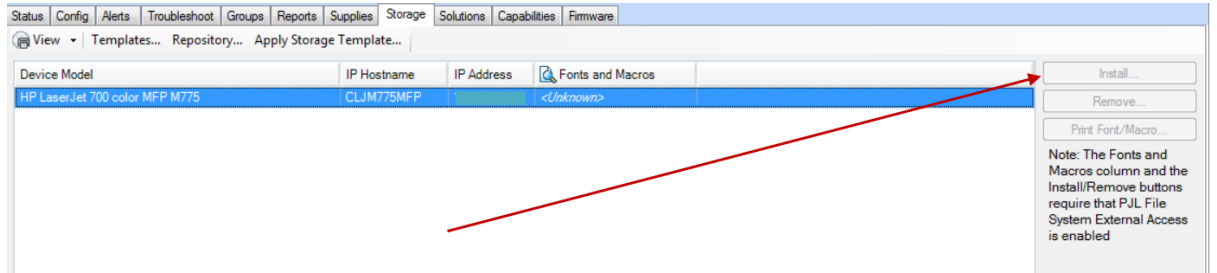 Status Config Alerts Troubleshoot Groups Reports Supplies Storage Solutions Capabilities Firmware
View Templates... Repository... Apply Storage Template...
Device Model IP Hostname IP Address Fonts and Macros
HP LaserJet 700 color MFP M775 CLJM775MFP <Unknown>
Install...
Remove...
Print Font/Macro...
Note: The Fonts and
Macros column and the
Install/Remove buttons
require that PJL File
System External Access
is enabled